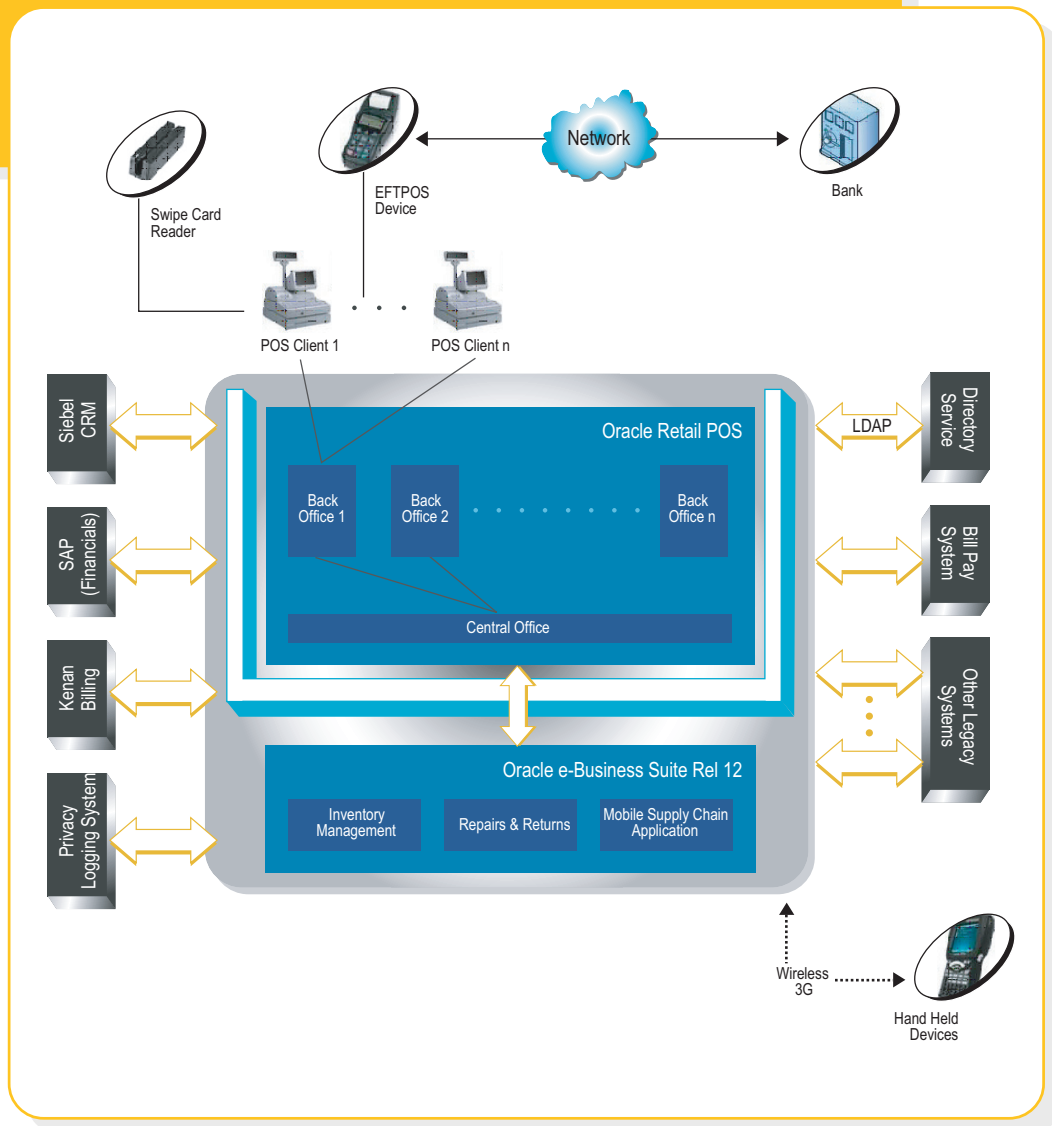 Network
EFTPOS
Device
Bank
Swipe Card
Reader
POS Client 1
POS Client n
Siebel
CRM
Oracle Retail POS
LDAP
Directory
Service
Back
Office 1
Back
Office 2
Back
Office n
SAP
(Financials)
Bill Pay
System
Central Office
Kenan
Billing
Other Legacy
Systems
Oracle e-Business Suite Rel 12
Privacy
Logging System
Inventory
Management
Repairs & Returns
Mobile Supply Chain
Application
Wireless
3G
Hand Held
Devices